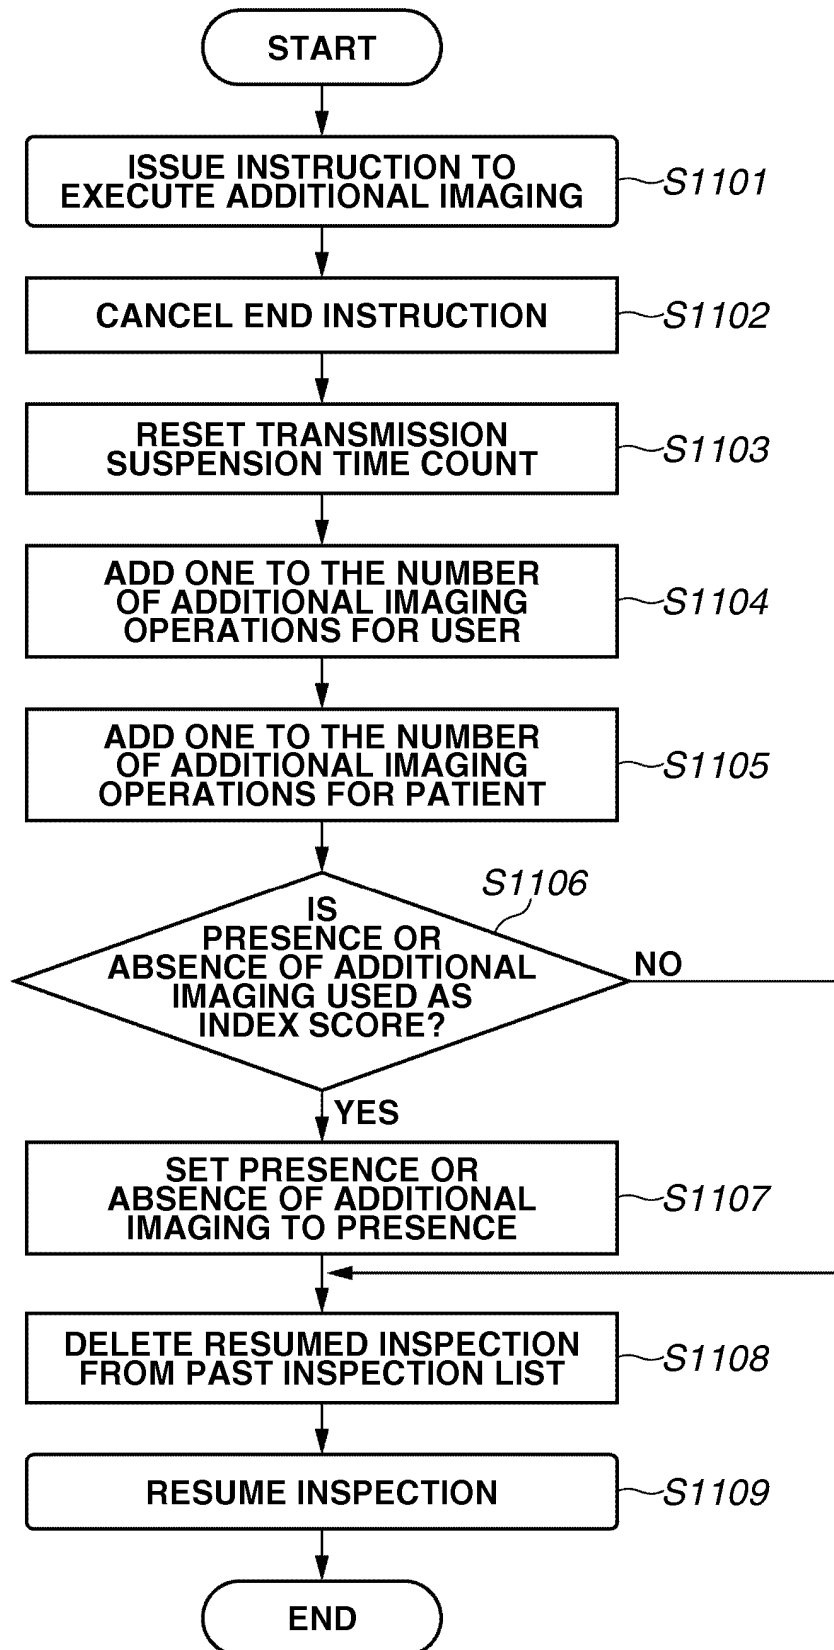 START
ISSUE INSTRUCTION TO
EXECUTE ADDITIONAL IMAGING
S1101
CANCEL END INSTRUCTION
S1102
RESET TRANSMISSION
SUSPENSION TIME COUNT
S1103
ADD ONE TO THE NUMBER
OF ADDITIONAL IMAGING
OPERATIONS FOR USER
S1104
ADD ONE TO THE NUMBER
OF ADDITIONAL IMAGING
OPERATIONS FOR PATIENT
S1105
S1106
IS
PRESENCE OR
ABSENCE OF ADDITIONAL
IMAGING USED AS
INDEX SCORE?
NO
YES
SET PRESENCE OR
ABSENCE OF ADDITIONAL
IMAGING TO PRESENCE
S1107
DELETE RESUMED INSPECTION
FROM PAST INSPECTION LIST
S1108
RESUME INSPECTION
S1109
END